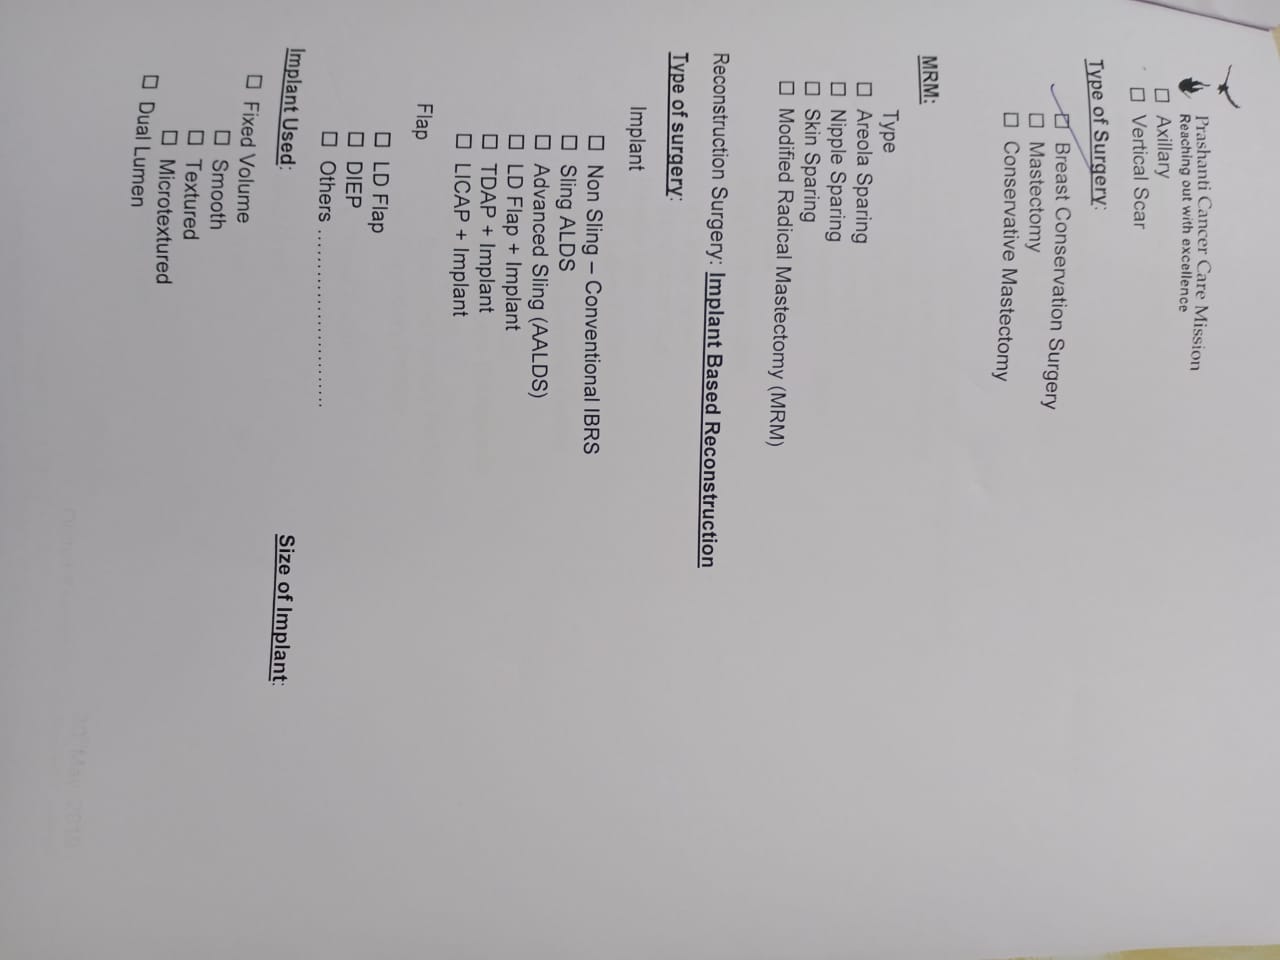 Prashanti Cancer Care Mission
Reaching out with excellence
☐ Axillary
☐ Vertical Scar
Type of Surgery:
☑ Breast Conservation Surgery
☐ Mastectomy
☐ Conservative Mastectomy
MRM:
Type
☐ Areola Sparing
☐ Nipple Sparing
☐ Skin Sparing
☐ Modified Radical Mastectomy (MRM)
Reconstruction Surgery: Implant Based Reconstruction
Type of surgery:
Implant
☐ Non Sling – Conventional IBRS
☐ Sling ALDS
☐ Advanced Sling (AALDS)
☐ LD Flap + Implant
☐ TDAP + Implant
☐ LICAP + Implant
Flap
☐ LD Flap
☐ DIEP
☐ Others ........................
Implant Used: Size of Implant:
☐ Fixed Volume
☐ Smooth
☐ Textured
☐ Microtextured
☐ Dual Lumen